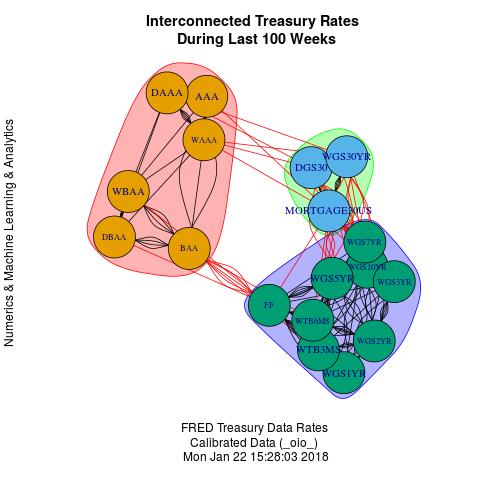 Interconnected Treasury Rates
During Last 100 Weeks
Numerics & Machine Learning & Analytics
DAAA
AAA
WAAA
WBAA
DBAA
BAA
DGS30
WGS30YR
MORTGAGE30US
WGS7YR
WGS10YR
WGS5YR
WGS3YR
FF
WTB6MS
WTB3MS
WGS2YR
WGS1YR
FRED Treasury Data Rates
Calibrated Data (_oio_)
Mon Jan 22 15:28:03 2018